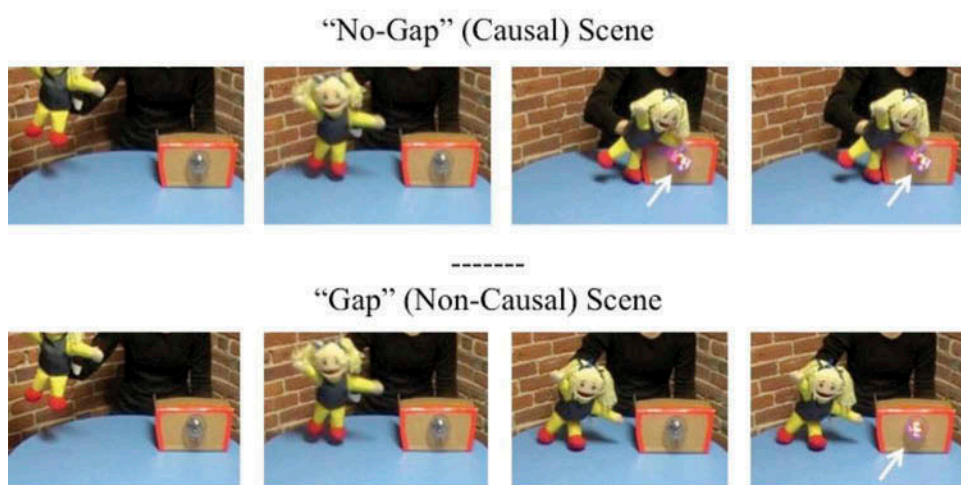 “No-Gap” (Causal) Scene
-------
“Gap” (Non-Causal) Scene